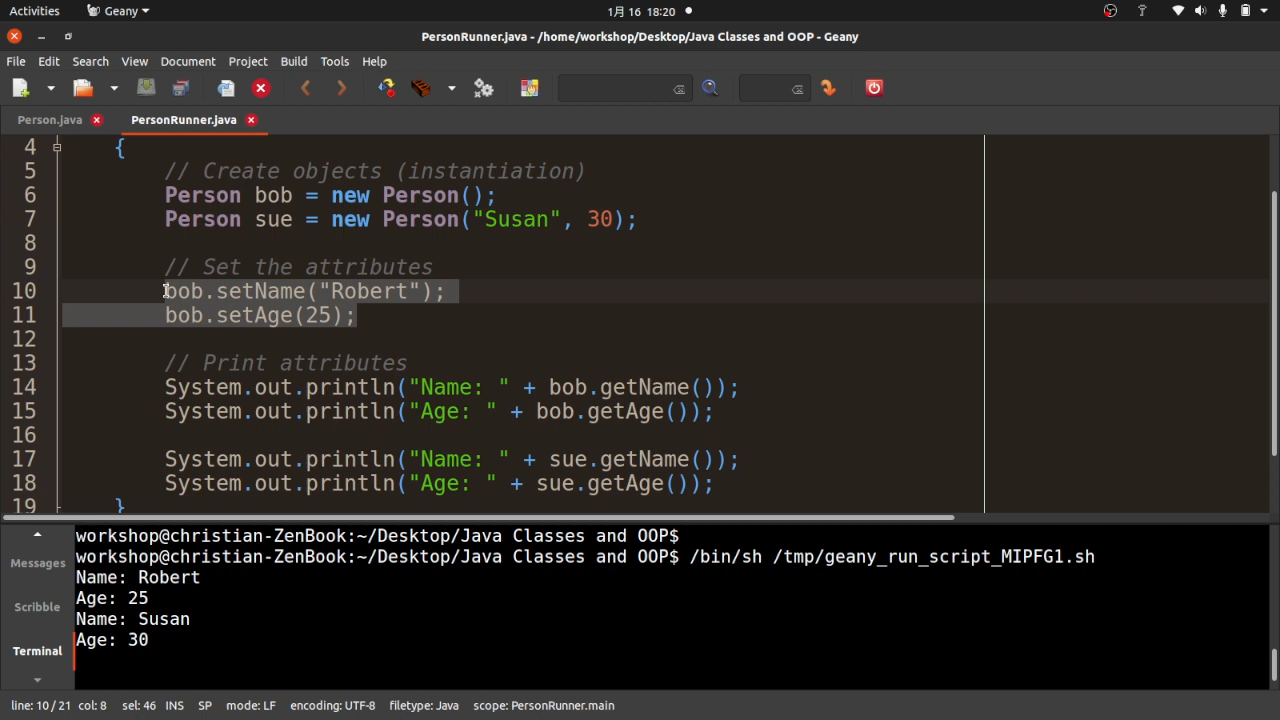 Activities Geany 1月 16 18:20
PersonRunner.java - /home/workshop/Desktop/Java Classes and OOP - Geany
File Edit Search View Document Project Build Tools Help
Person.java PersonRunner.java
4 {
5 // Create objects (instantiation)
6 Person bob = new Person();
7 Person sue = new Person("Susan", 30);
8
9 // Set the attributes
10 bob.setName("Robert");
11 bob.setAge(25);
12
13 // Print attributes
14 System.out.println("Name: " + bob.getName());
15 System.out.println("Age: " + bob.getAge());
16
17 System.out.println("Name: " + sue.getName());
18 System.out.println("Age: " + sue.getAge());
19 }
workshop@christian-ZenBook:~/Desktop/Java Classes and OOP$
workshop@christian-ZenBook:~/Desktop/Java Classes and OOP$ /bin/sh /tmp/geany_run_script_MIPFG1.sh
Name: Robert
Age: 25
Name: Susan
Age: 30
Messages
Scribble
Terminal
line: 10 / 21 col: 8 sel: 46 INS SP mode: LF encoding: UTF-8 filetype: Java scope: PersonRunner.main